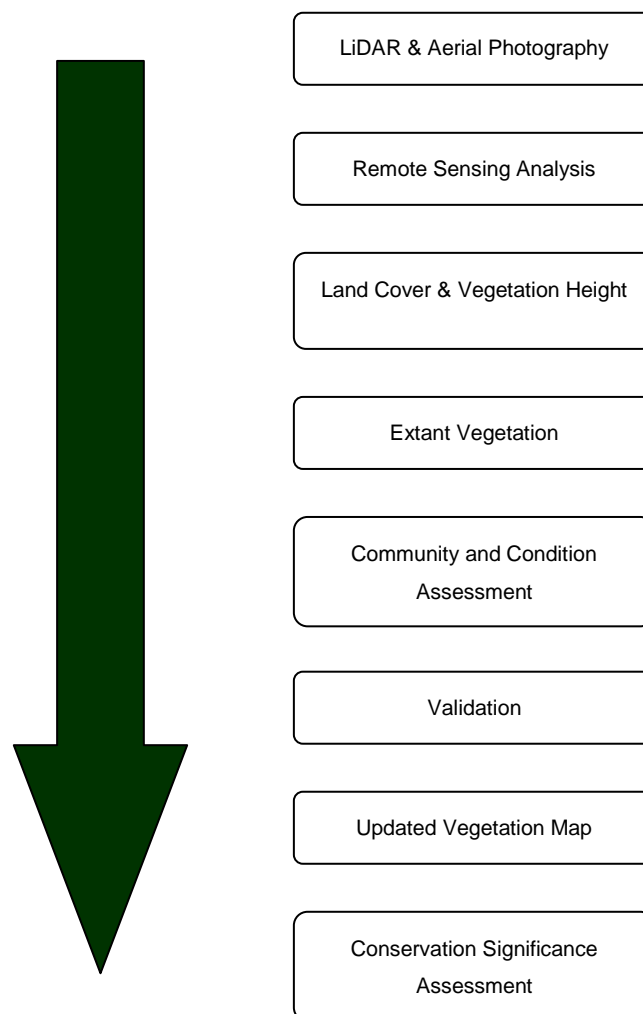 LiDAR & Aerial Photography
Remote Sensing Analysis
Land Cover & Vegetation Height
Extant Vegetation
Community and Condition
Assessment
Validation
Updated Vegetation Map
Conservation Significance
Assessment